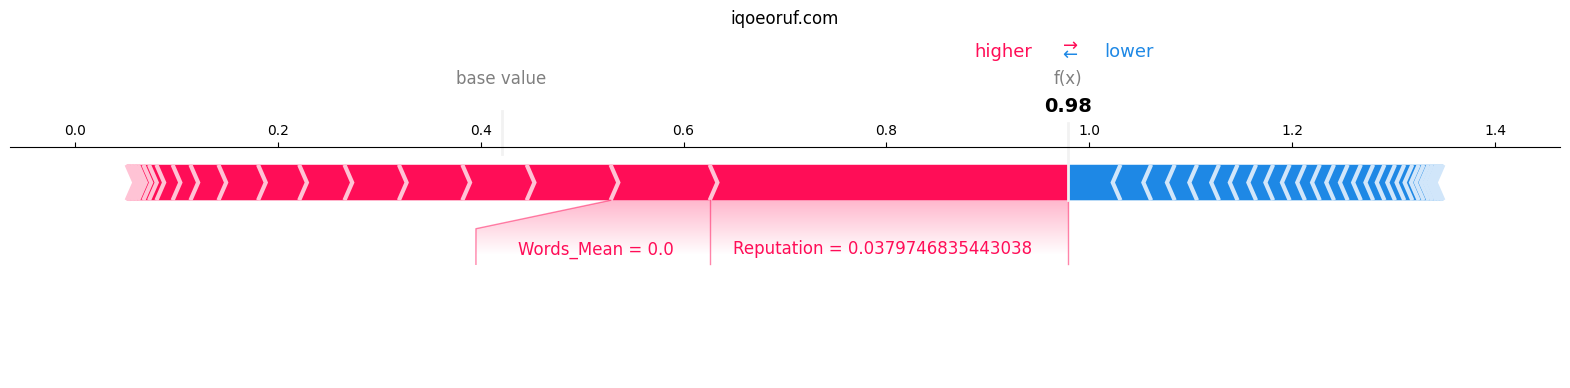 iqoeoruf.com
higher → ← lower
base value f(x)
0.98
0.0 0.2 0.4 0.6 0.8 1.0 1.2 1.4
Words_Mean = 0.0 Reputation = 0.0379746835443038